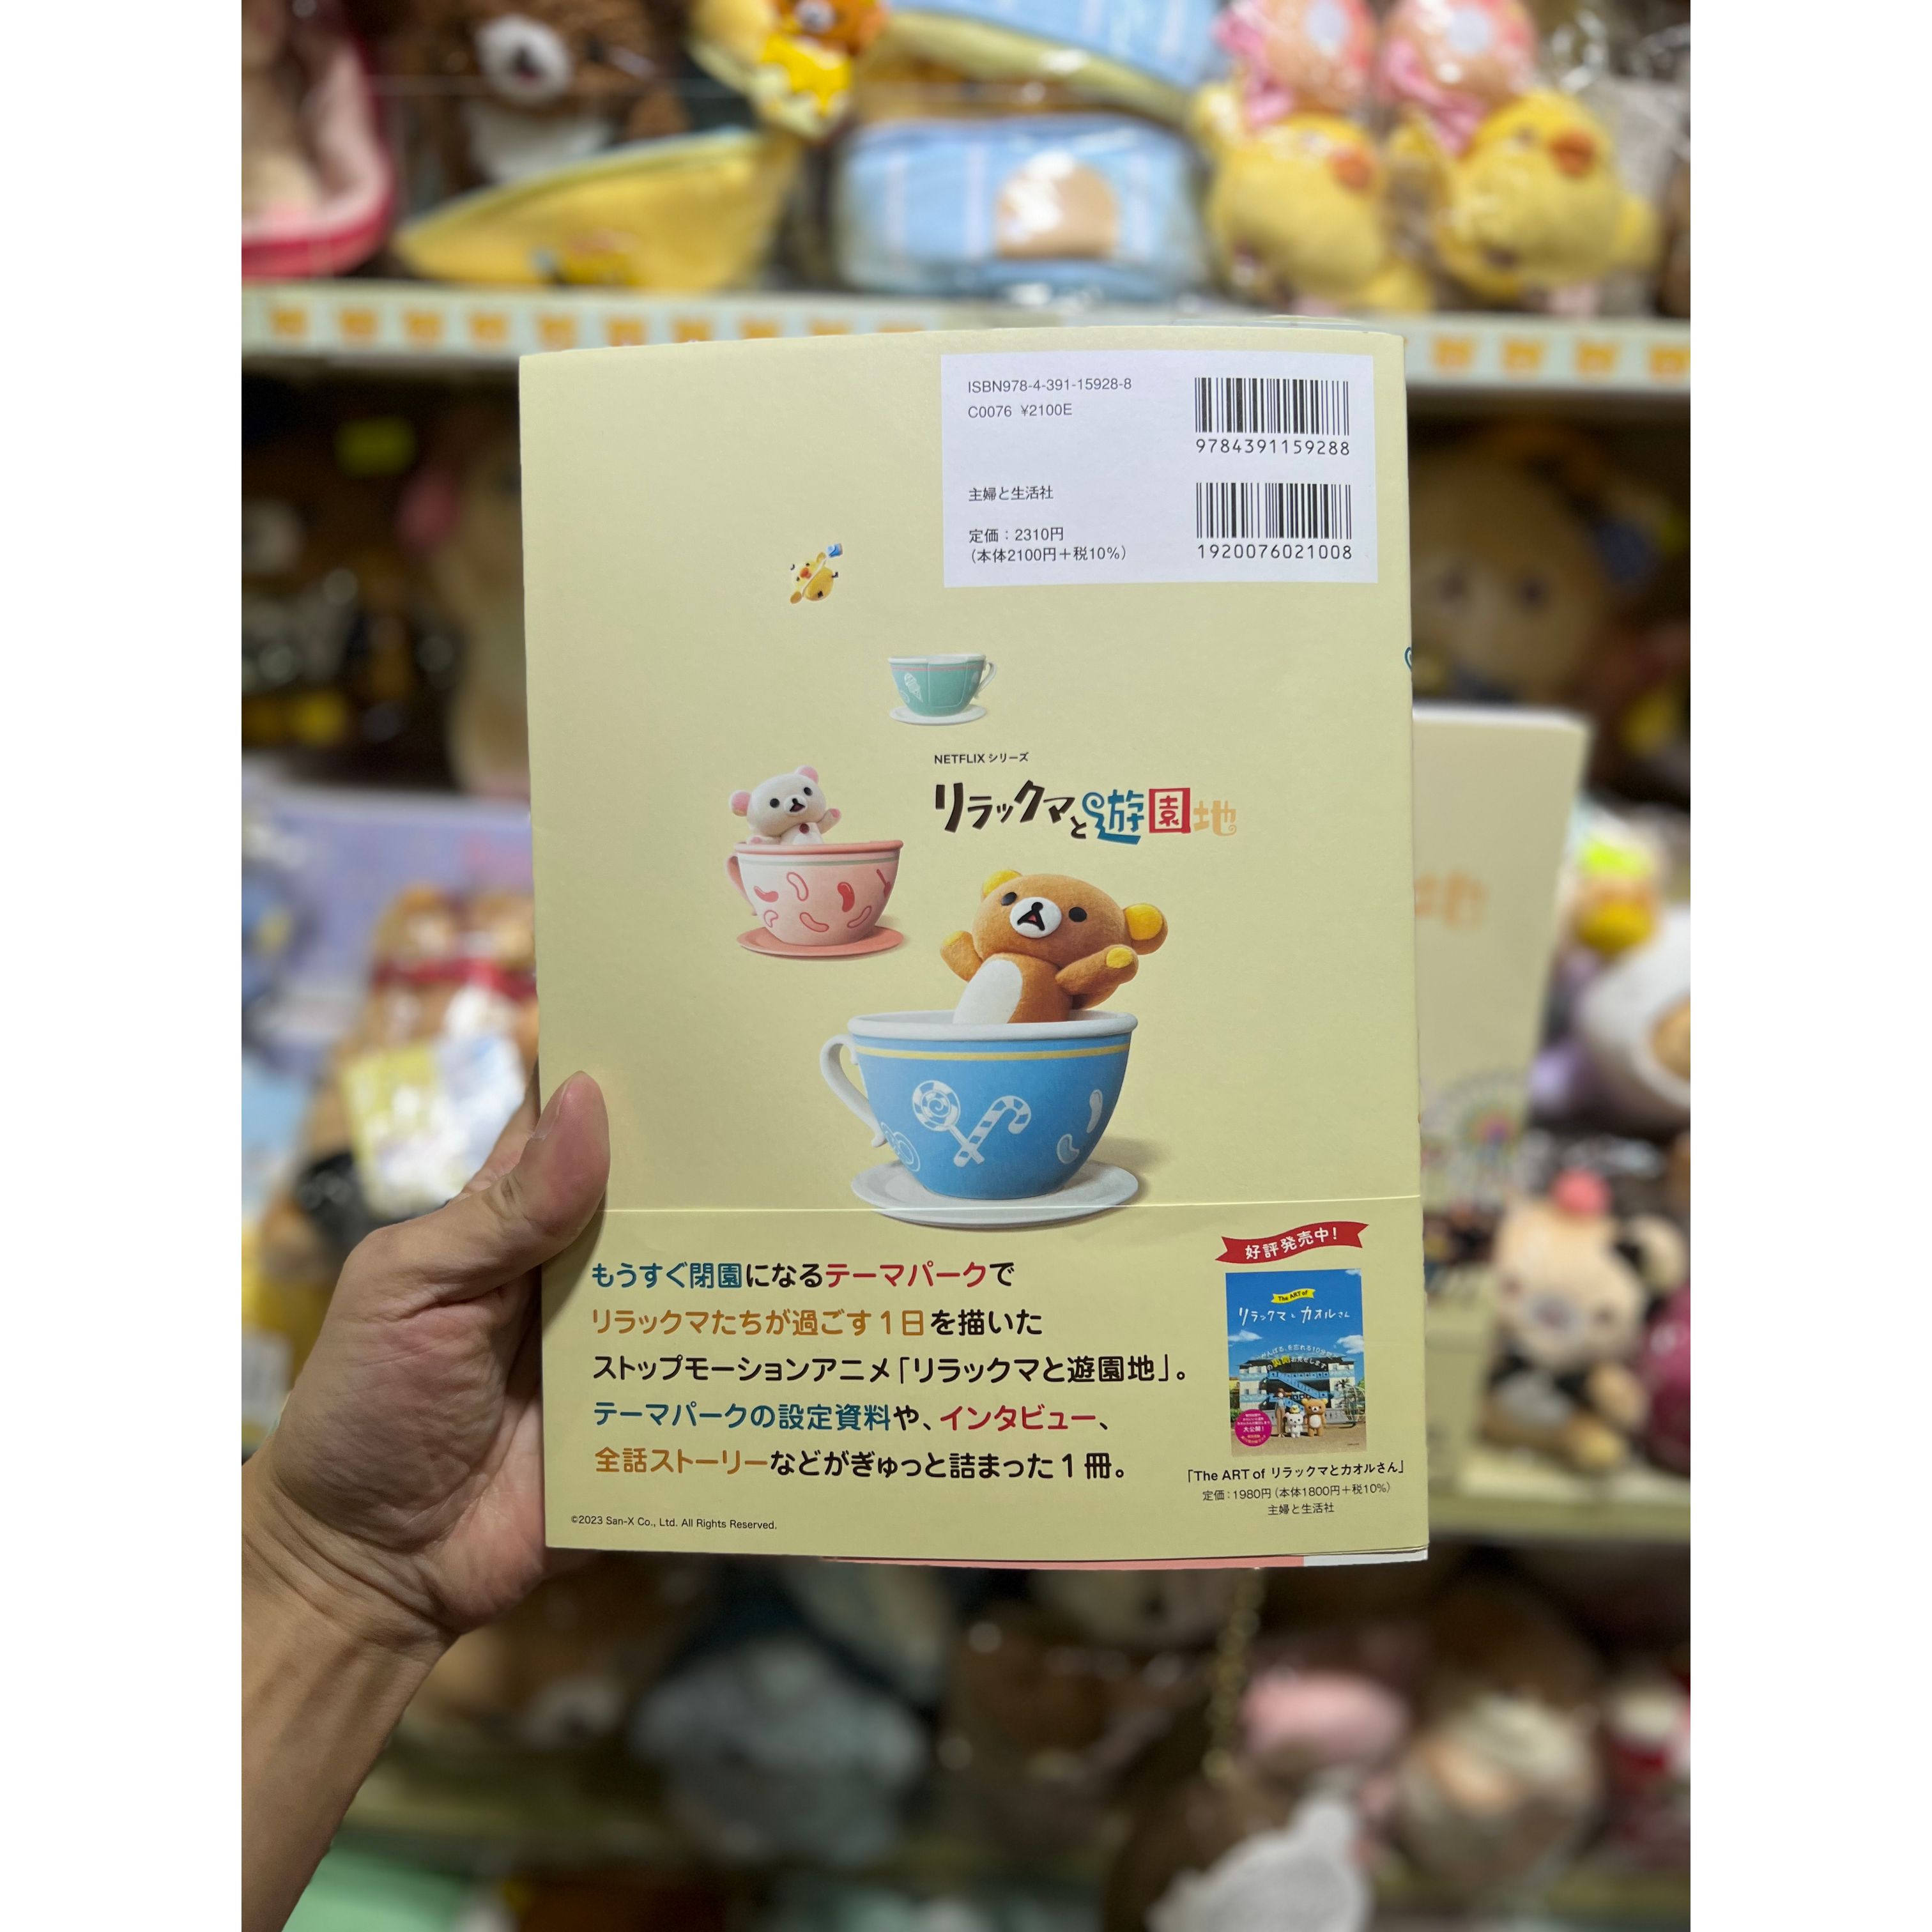 ISBN978-4-391-15928-8
C0076 ¥2100E
9784391159288
主婦と生活社
定価：2310円
（本体2100円＋税10%）
1920076021008
NETFLIX シリーズ
リラックマと遊園地
もうすぐ閉園になるテーマパークで
リラックマたちが過ごす1日を描いた
ストップモーションアニメ「リラックマと遊園地」。
テーマパークの設定資料や、インタビュー、
全話ストーリーなどがぎゅっと詰まった1冊。
©2023 San-X Co., Ltd. All Rights Reserved.
好評発売中！
The ART of
リラックマとカオルさん
「The ART of リラックマとカオルさん」
定価：1980円（本体1800円＋税10%）
主婦と生活社